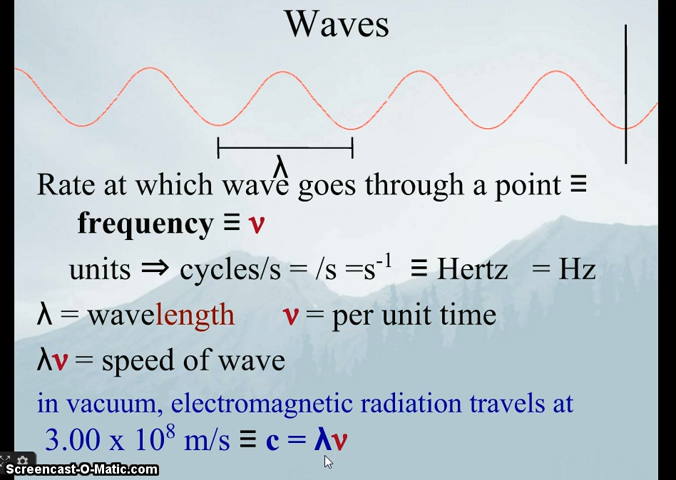 Waves
λ
Rate at which wave goes through a point ≡
frequency ≡ ν
units ⇒ cycles/s = /s =s⁻¹ ≡ Hertz = Hz
λ = wavelength ν = per unit time
λν = speed of wave
in vacuum, electromagnetic radiation travels at
3.00 x 10⁸ m/s ≡ c = λν
Screencast-O-Matic.com